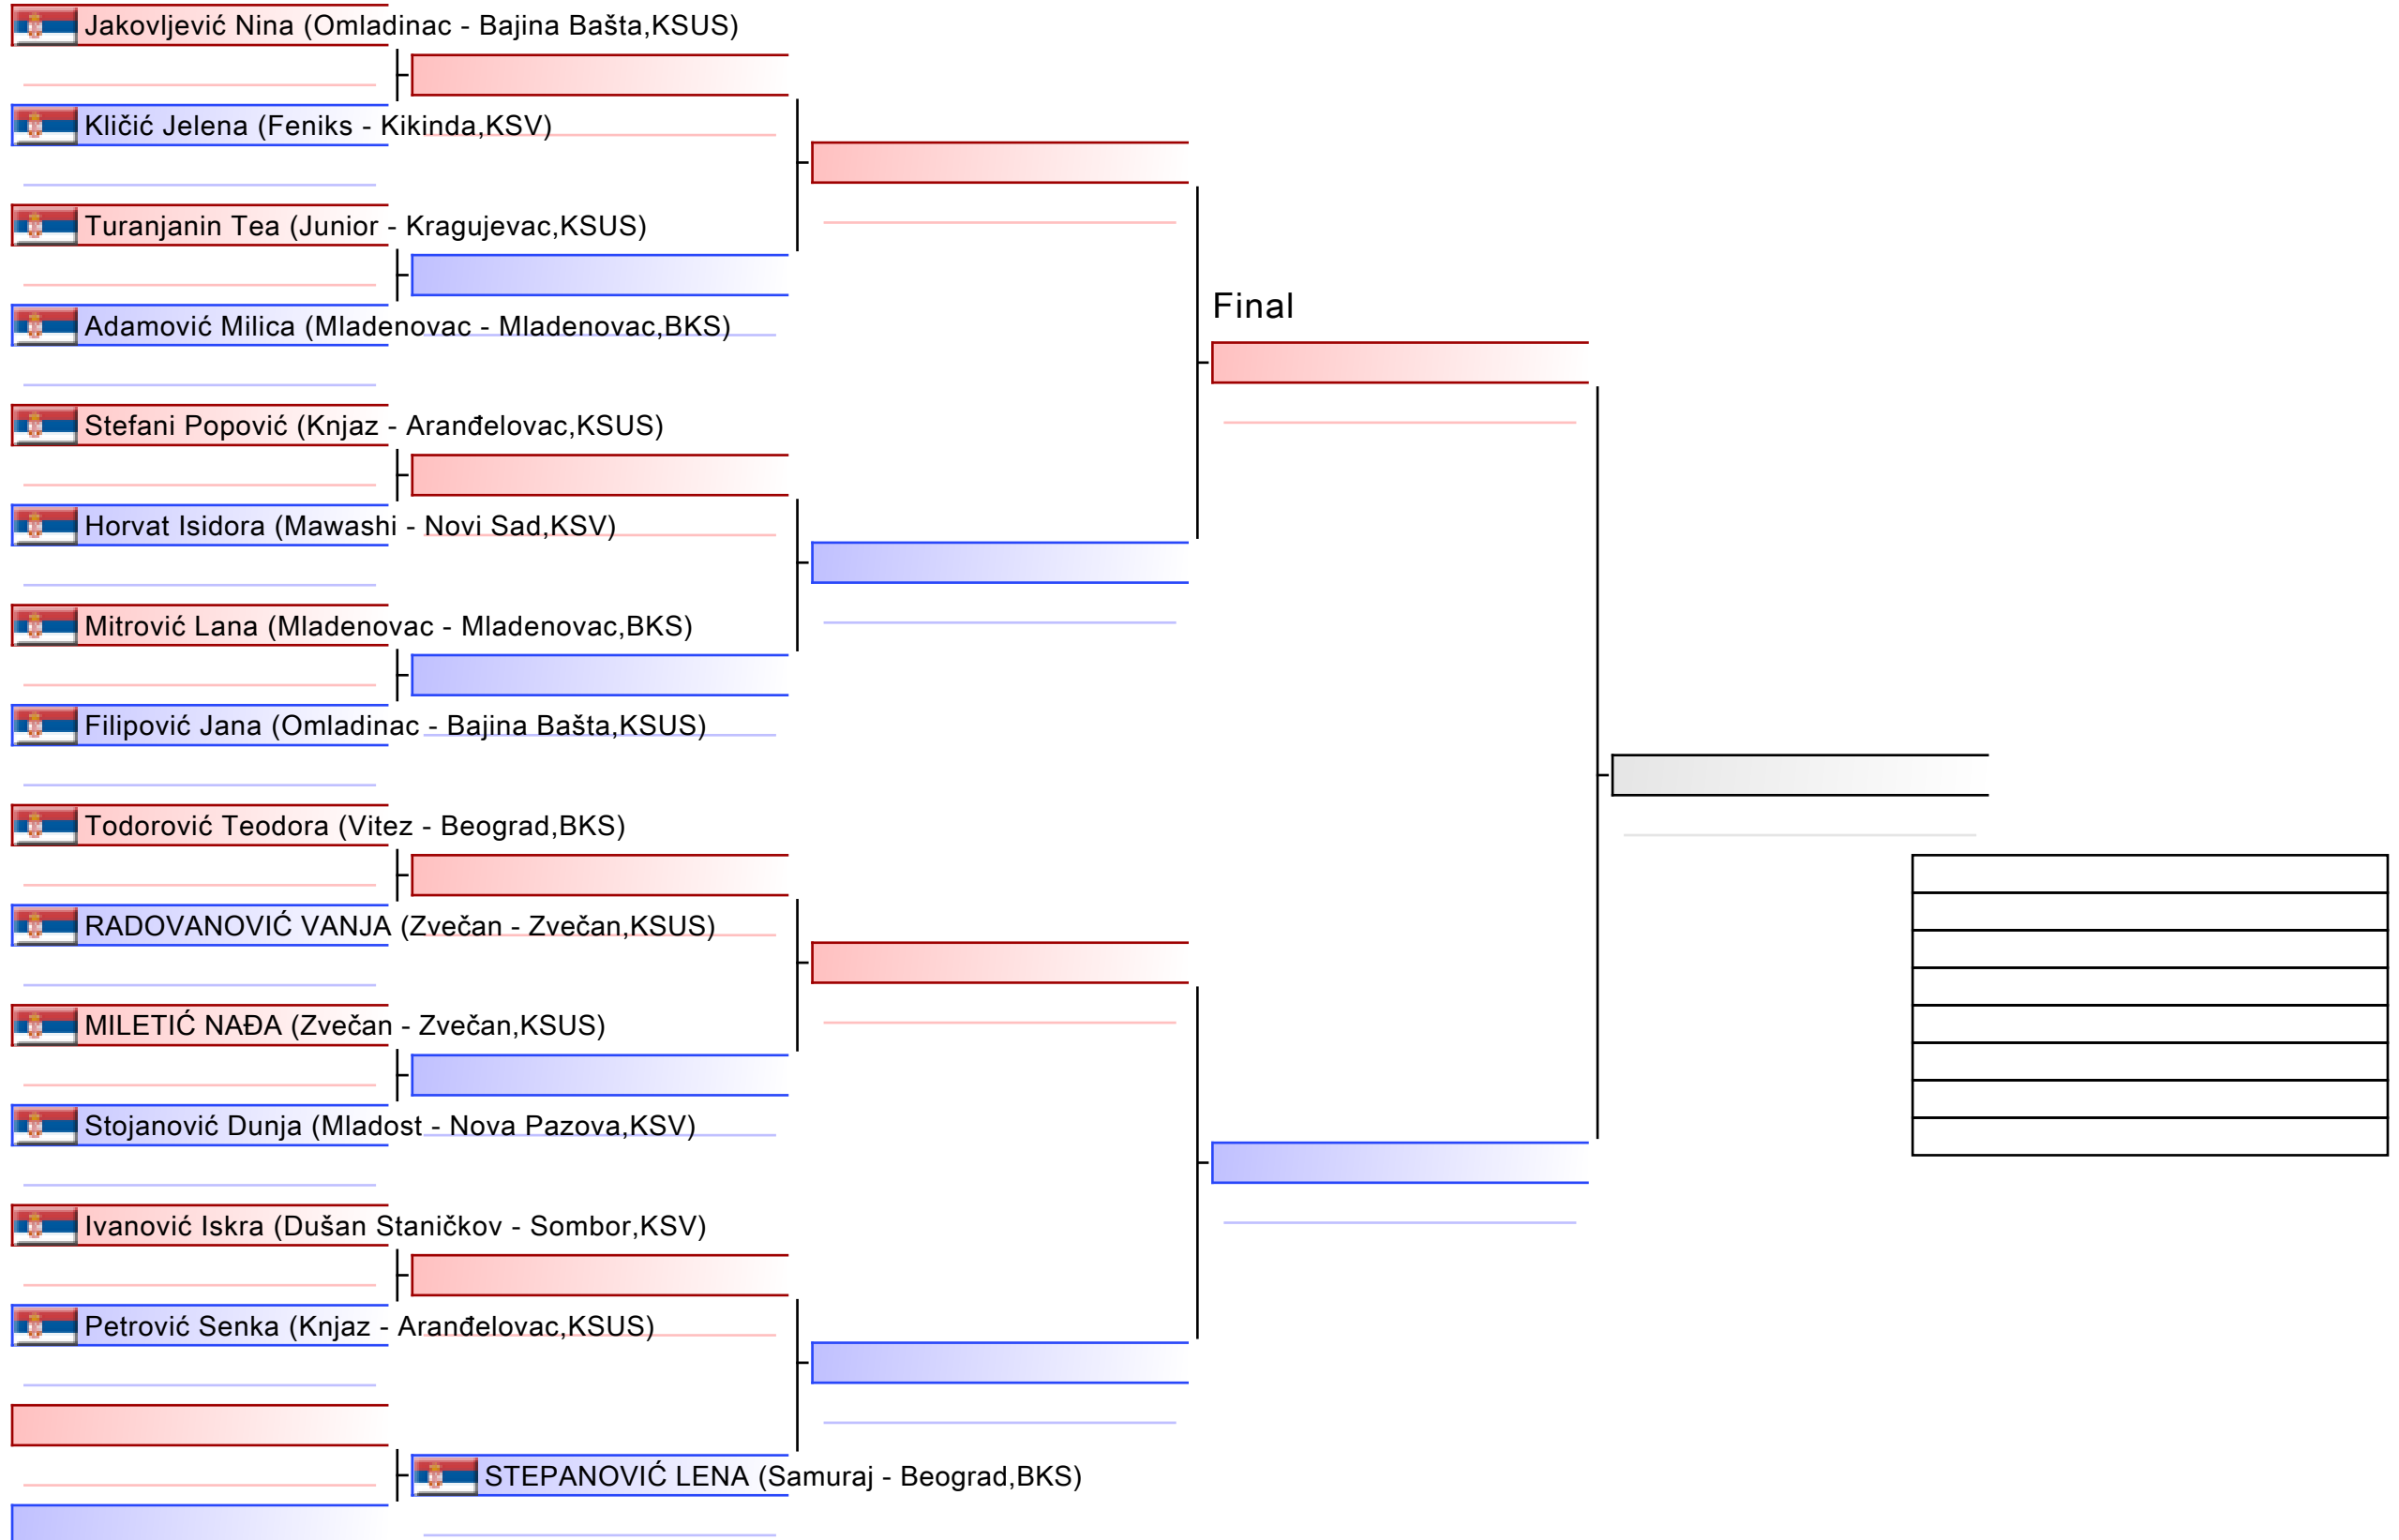 Jakovljević Nina (Omladinac - Bajina Bašta,KSUS)
Kličić Jelena (Feniks - Kikinda,KSV)
Turanjanin Tea (Junior - Kragujevac,KSUS)
Adamović Milica (Mladenovac - Mladenovac,BKS)
Final
Stefani Popović (Knjaz - Aranđelovac,KSUS)
Horvat Isidora (Mawashi - Novi Sad,KSV)
Mitrović Lana (Mladenovac - Mladenovac,BKS)
Filipović Jana (Omladinac - Bajina Bašta,KSUS)
Todorović Teodora (Vitez - Beograd,BKS)
RADOVANOVIĆ VANJA (Zvečan - Zvečan,KSUS)
MILETIĆ NAĐA (Zvečan - Zvečan,KSUS)
Stojanović Dunja (Mladost - Nova Pazova,KSV)
Ivanović Iskra (Dušan Staničkov - Sombor,KSV)
Petrović Senka (Knjaz - Aranđelovac,KSUS)
STEPANOVIĆ LENA (Samuraj - Beograd,BKS)